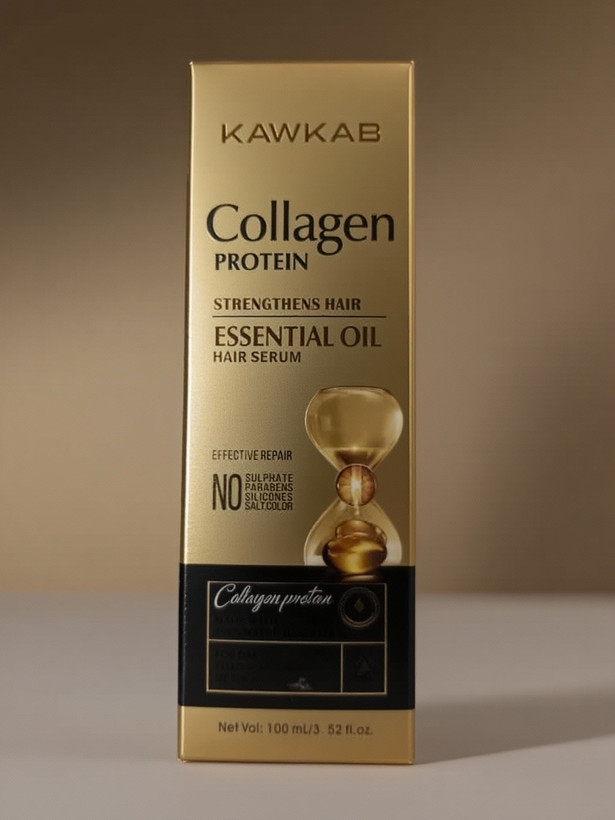 KAWKAB
Collagen
PROTEIN
STRENGTHENS HAIR
ESSENTIAL OIL
HAIR SERUM
EFFECTIVE REPAIR
NO SULPHATE
PARABENS
SILICONES
SALT.COLOR
Collagen protein
Net Vol: 100 mL/3. 52 fl.oz.